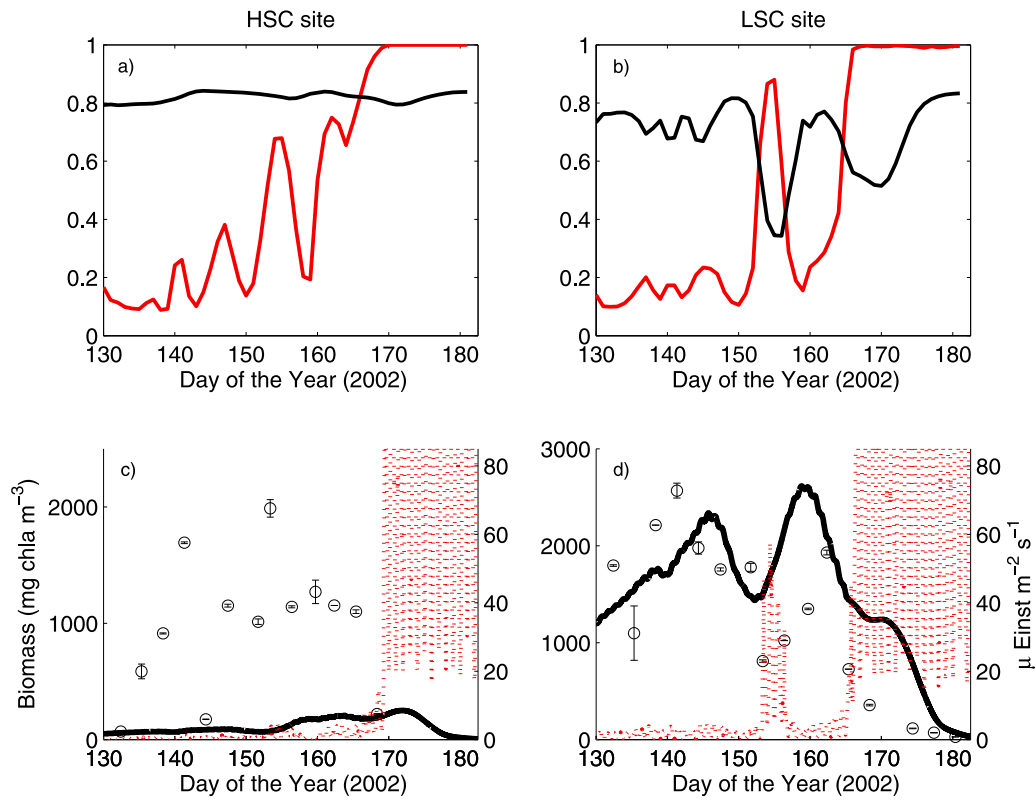 HSC site
LSC site
a)
1
0.8
0.6
0.4
0.2
0
130 140 150 160 170 180
Day of the Year (2002)
b)
1
0.8
0.6
0.4
0.2
0
130 140 150 160 170 180
Day of the Year (2002)
c)
Biomass (mg chla m⁻³)
2000
1000
0
80
60
40
20
0
130 140 150 160 170 180
Day of the Year (2002)
d)
3000
2000
1000
0
80
60
40
20
0
μ Einst m⁻² s⁻¹
130 140 150 160 170 180
Day of the Year (2002)